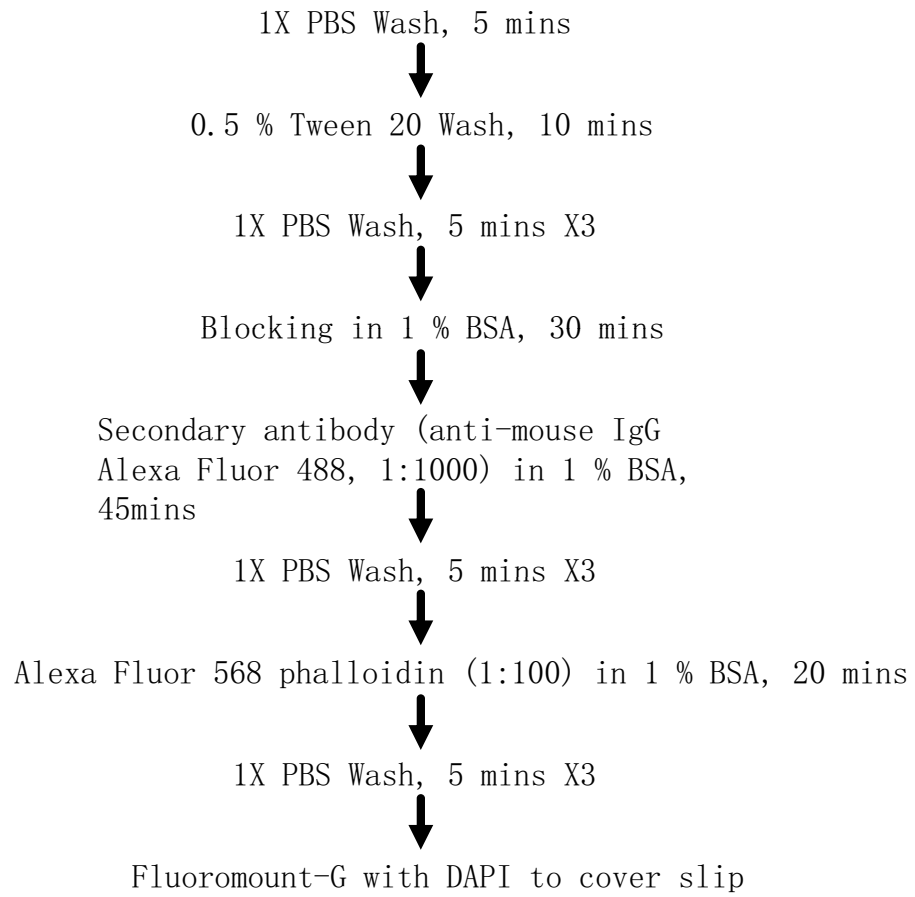 1X PBS Wash, 5 mins
0.5 % Tween 20 Wash, 10 mins
1X PBS Wash, 5 mins X3
Blocking in 1 % BSA, 30 mins
Secondary antibody (anti-mouse IgG
Alexa Fluor 488, 1:1000) in 1 % BSA,
45mins
1X PBS Wash, 5 mins X3
Alexa Fluor 568 phalloidin (1:100) in 1 % BSA, 20 mins
1X PBS Wash, 5 mins X3
Fluoromount-G with DAPI to cover slip